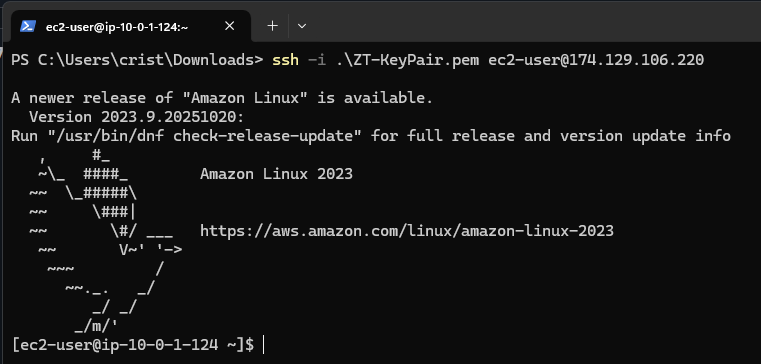 ec2-user@ip-10-0-1-124:~
PS C:\Users\crist\Downloads> ssh -i .\ZT-KeyPair.pem ec2-user@174.129.106.220
A newer release of "Amazon Linux" is available.
  Version 2023.9.20251020:
Run "/usr/bin/dnf check-release-update" for full release and version update info
   ,     #_
   ~\_  ####_        Amazon Linux 2023
  ~~  \_#####\
  ~~     \###|
  ~~       \#/ ___   https://aws.amazon.com/linux/amazon-linux-2023
   ~~       V~' '->
    ~~~         /
      ~~._.   _/
         _/ _/
       _/m/'
[ec2-user@ip-10-0-1-124 ~]$